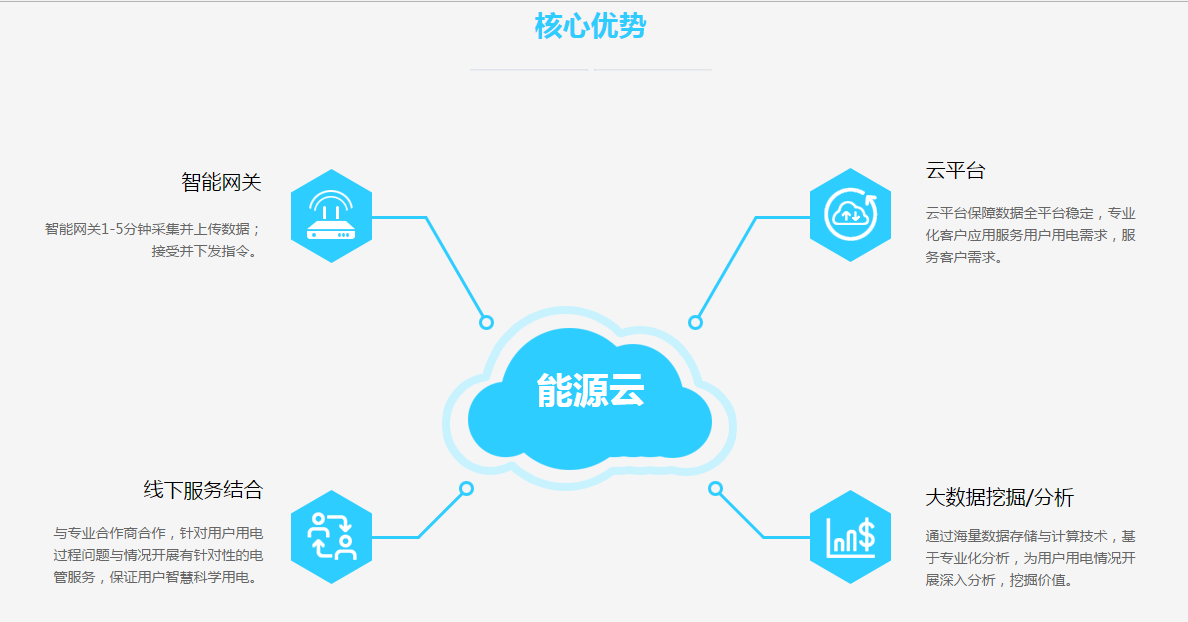 核心优势
智能网关
智能网关1-5分钟采集并上传数据；
接受并下发指令。
云平台
云平台保障数据全平台稳定，专业
化客户应用服务用户用电需求，服
务客户需求。
能源云
线下服务结合
与专业合作商合作，针对用户用电
过程问题与情况开展有针对性的电
管服务，保证用户智慧科学用电。
大数据挖掘/分析
通过海量数据存储与计算技术，基
于专业化分析，为用户用电情况开
展深入分析，挖掘价值。